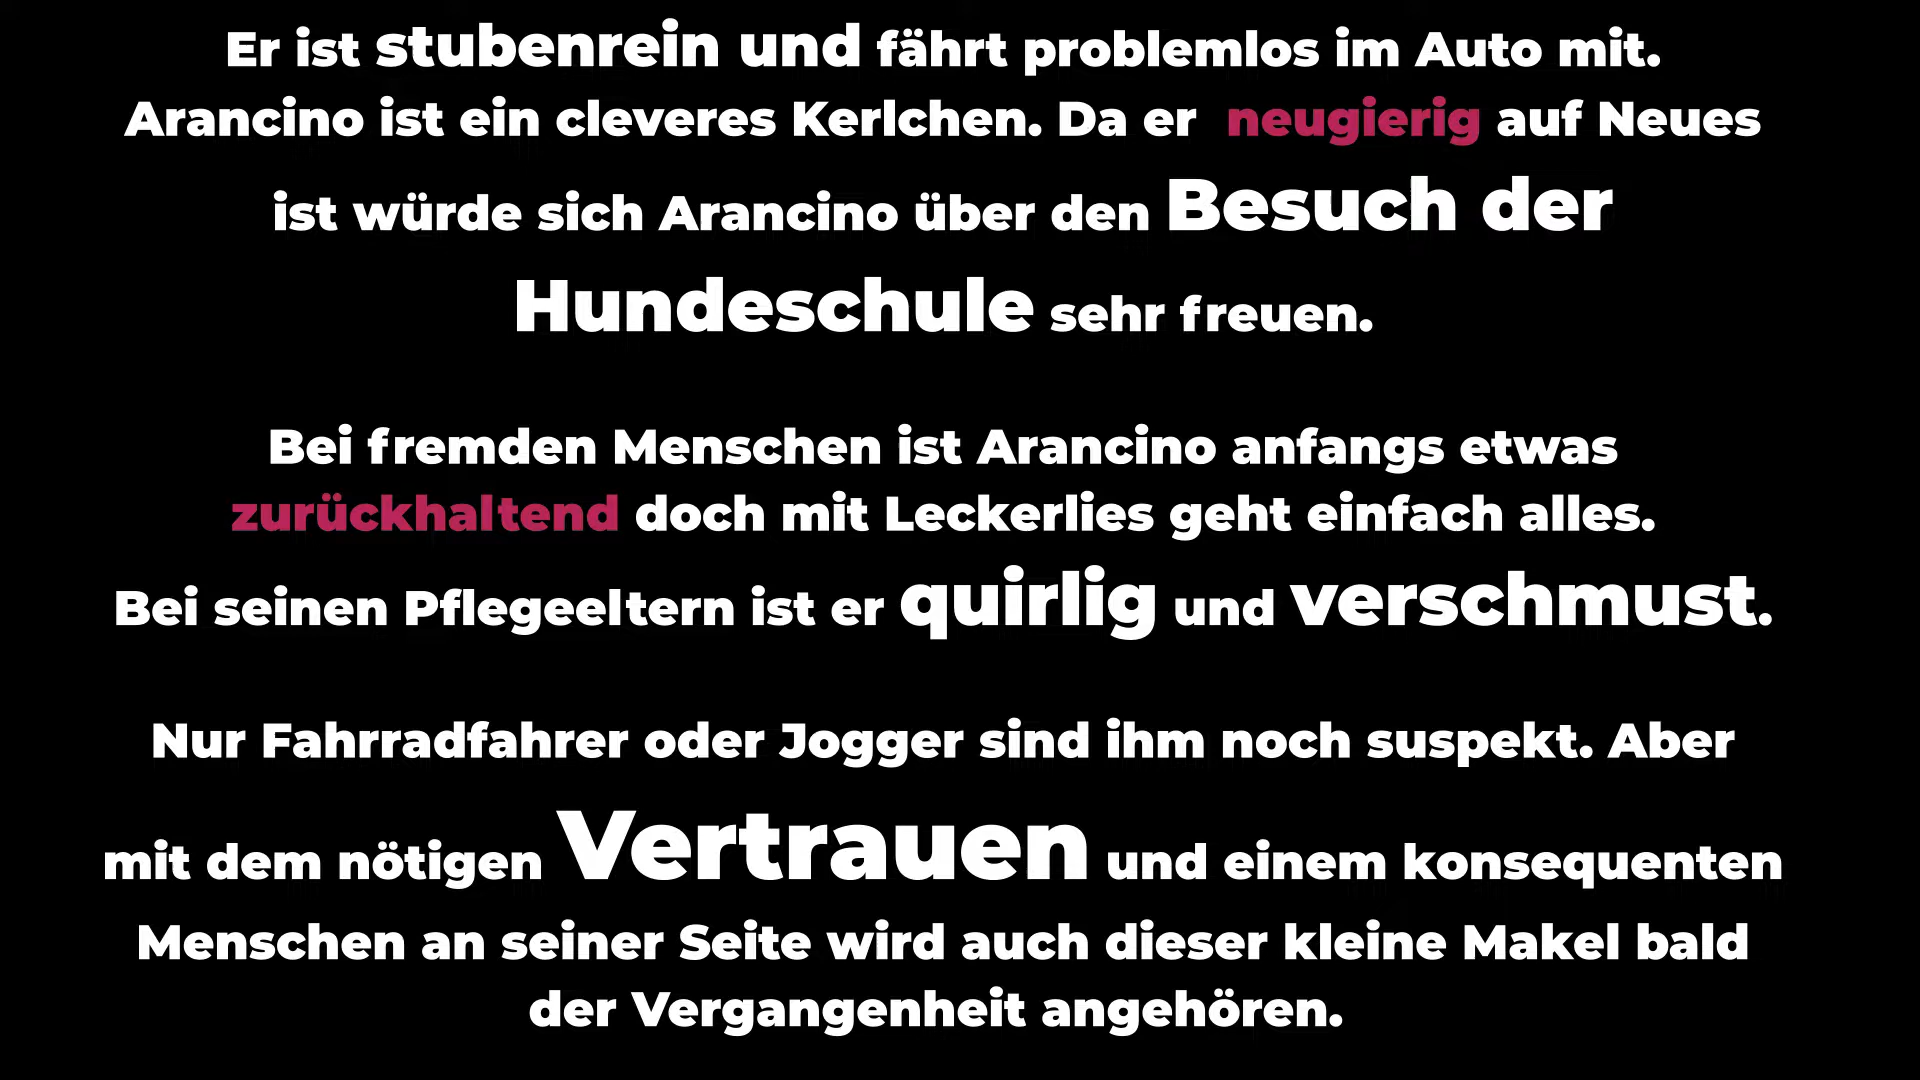 Er ist stubenrein und fährt problemlos im Auto mit.
Arancino ist ein cleveres Kerlchen. Da er neugierig auf Neues
ist würde sich Arancino über den Besuch der
Hundeschule sehr freuen.
Bei fremden Menschen ist Arancino anfangs etwas
zurückhaltend doch mit Leckerlies geht einfach alles.
Bei seinen Pflegeeltern ist er quirlig und verschmust.
Nur Fahrradfahrer oder Jogger sind ihm noch suspekt. Aber
mit dem nötigen Vertrauen und einem konsequenten
Menschen an seiner Seite wird auch dieser kleine Makel bald
der Vergangenheit angehören.